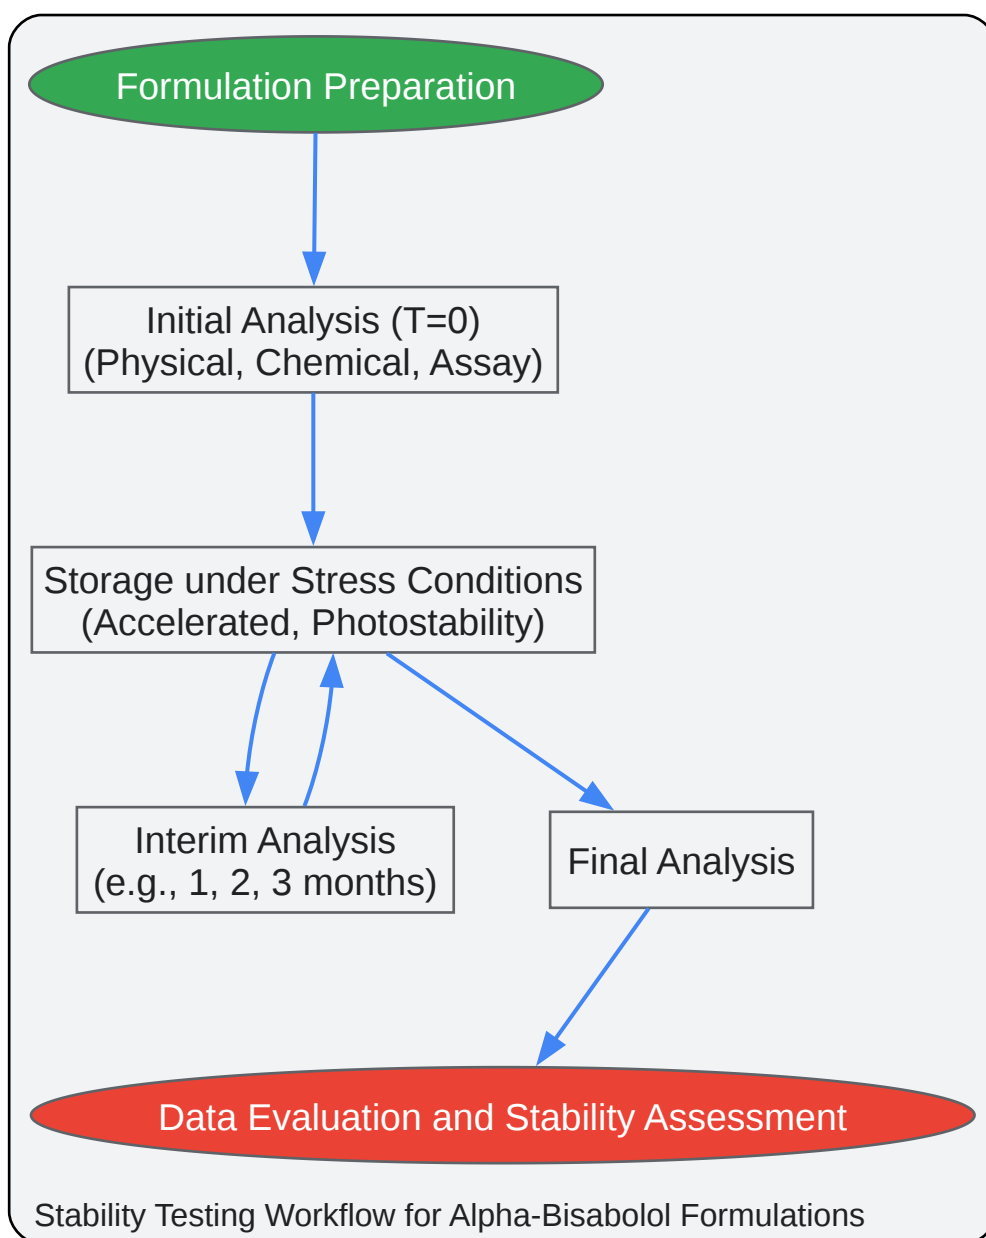 Formulation Preparation
Initial Analysis (T=0)
(Physical, Chemical, Assay)
Storage under Stress Conditions
(Accelerated, Photostability)
Interim Analysis
(e.g., 1, 2, 3 months)
Final Analysis
Data Evaluation and Stability Assessment
Stability Testing Workflow for Alpha-Bisabolol Formulations